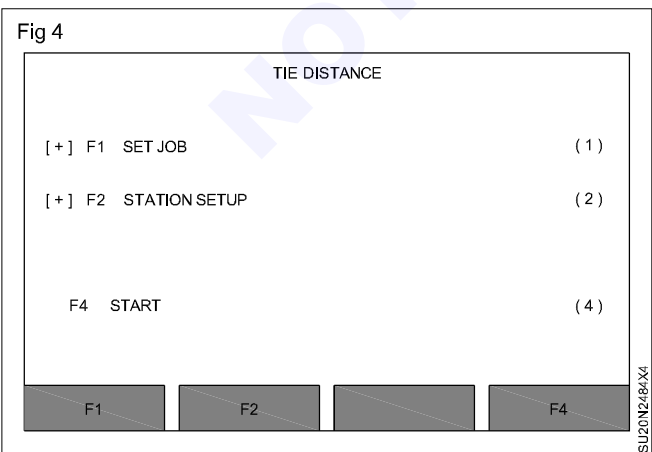 Fig 4
TIE DISTANCE
[ + ] F1 SET JOB ( 1 )
[ + ] F2 STATION SETUP ( 2 )
F4 START ( 4 )
F1 F2 F4
SU20N2484X4
NO